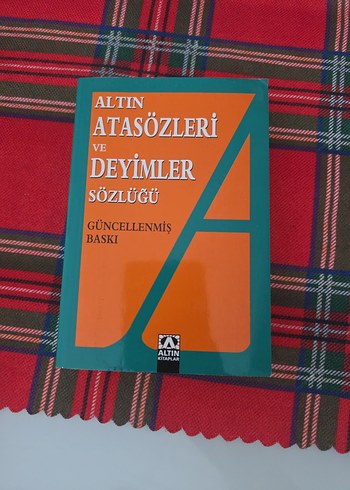 ALTIN
ATASÖZLERİ
VE
DEYİMLER
SÖZLÜĞÜ
GÜNCELLENMİŞ
BASKI
ALTIN
KİTAPLAR